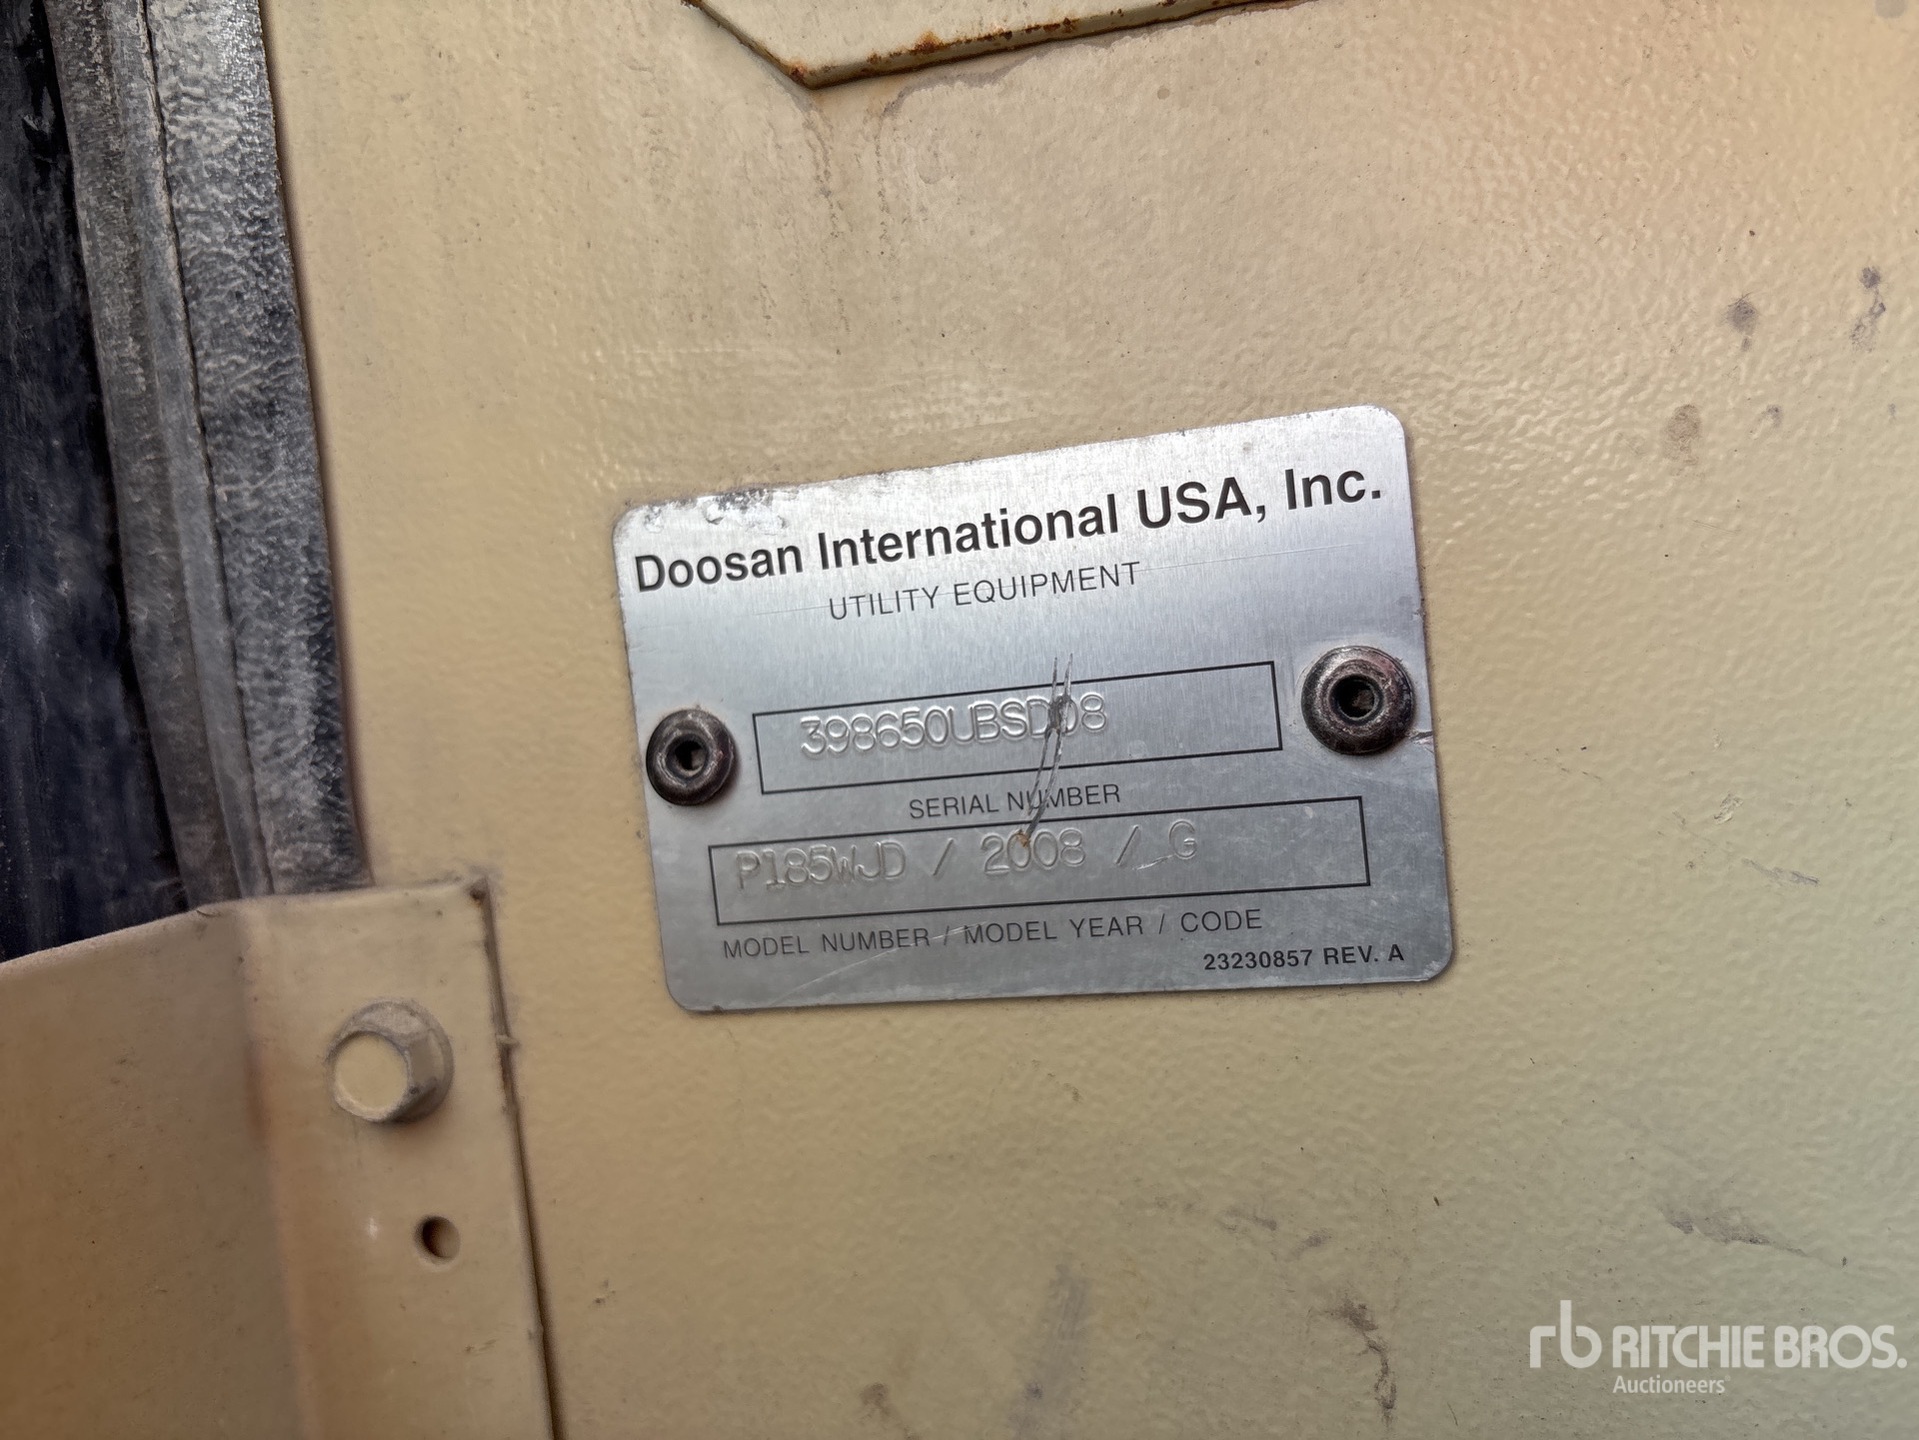 Doosan International USA, Inc.
UTILITY EQUIPMENT
398650UBSD08
SERIAL NUMBER
P185WJD / 2008 / G
MODEL NUMBER / MODEL YEAR / CODE
23230857 REV. A
rb RITCHIE BROS.
Auctioneers